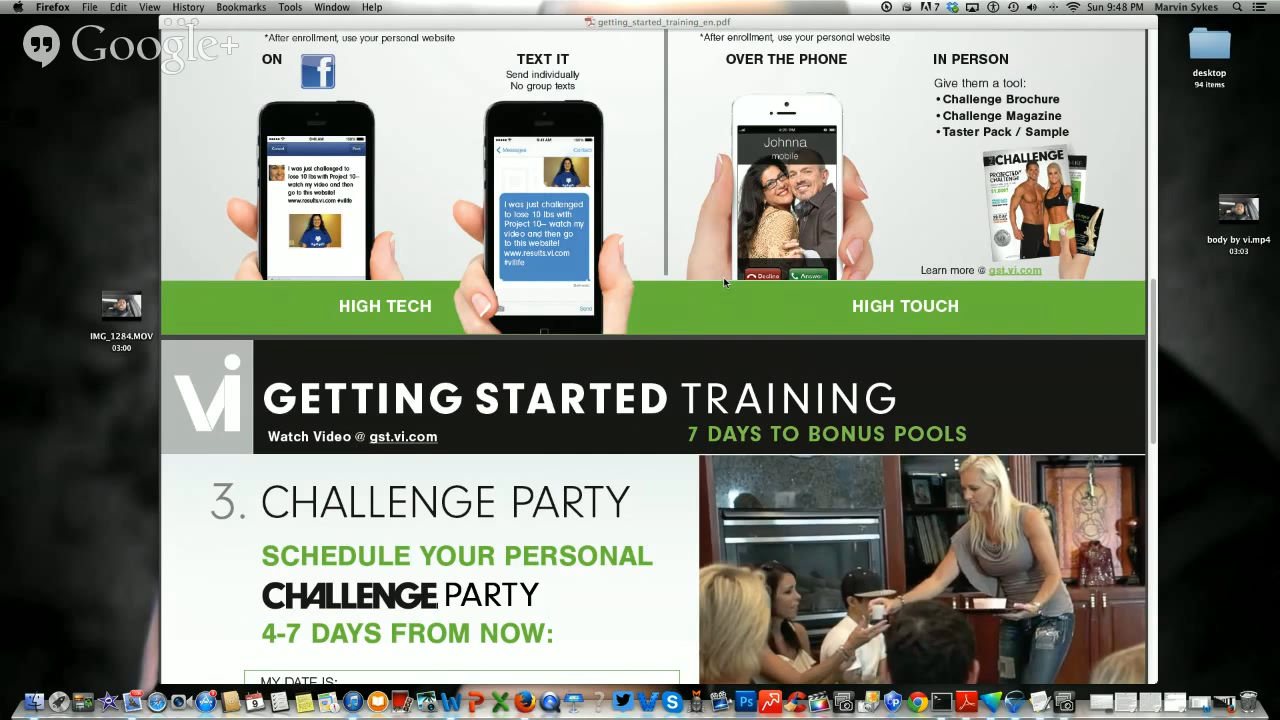 Firefox File Edit View History Bookmarks Tools Window Help
7
Sun 9:48 PM Marvin Sykes
getting_started_training_en.pdf
Google+
*After enrollment, use your personal website
*After enrollment, use your personal website
ON
TEXT IT
Send individually
No group texts
OVER THE PHONE
IN PERSON
Give them a tool:
•Challenge Brochure
•Challenge Magazine
•Taster Pack / Sample
Cancel
Post
I was just challenged to
lose 10 lbs with Project 10–
watch my video and then
go to this website!
www.results.vi.com #vilife
Messages
Contact
I was just challenged
to lose 10 lbs with
Project 10– watch my
video and then go
to this website!
www.results.vi.com
#vilife
Send
Johnna
mobile
Decline
Answer
CHALLENGE
Learn more @ gst.vi.com
HIGH TECH
HIGH TOUCH
vi
GETTING STARTED TRAINING
Watch Video @ gst.vi.com
7 DAYS TO BONUS POOLS
3. CHALLENGE PARTY
SCHEDULE YOUR PERSONAL
CHALLENGE PARTY
4-7 DAYS FROM NOW:
MY DATE IS:
desktop
94 items
body by vi.mp4
03:03
IMG_1284.MOV
03:00